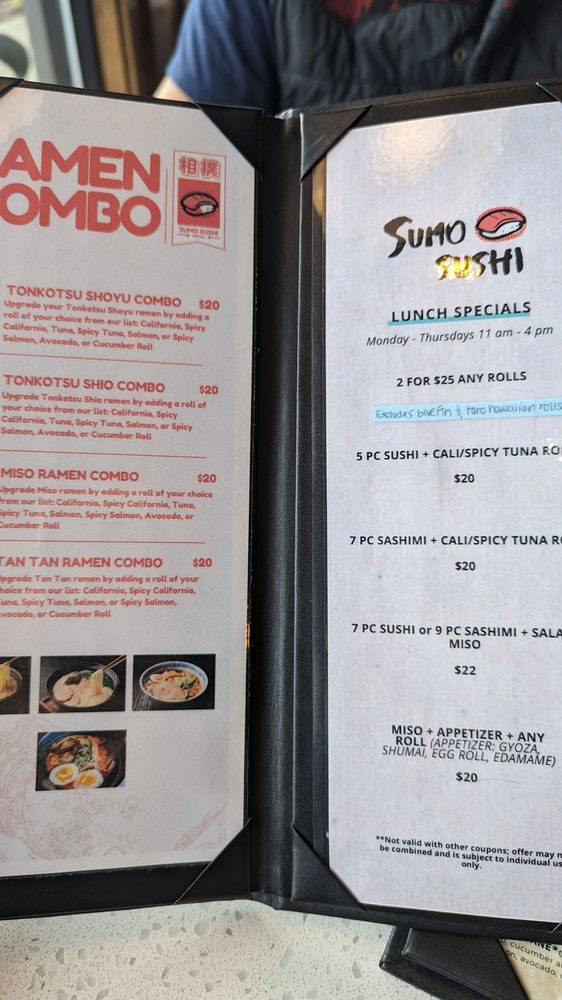 AMEN
OMBO
相撲
SUMO SUSHI
TONKOTSU SHOYU COMBO $20
Upgrade your Tonkotsu Shoyu ramen by adding a
roll of your choice from our list: California, Spicy
California, Tuna, Spicy Tuna, Salmon, or Spicy
Salmon, Avocado, or Cucumber Roll
TONKOTSU SHIO COMBO $20
Upgrade Tonkotsu Shio ramen by adding a roll of
your choice from our list: California, Spicy
California, Tuna, Spicy Tuna, Salmon, or Spicy
Salmon, Avocado, or Cucumber Roll
MISO RAMEN COMBO $20
Upgrade Miso ramen by adding a roll of your choice
from our list: California, Spicy California, Tuna,
Spicy Tuna, Salmon, Spicy Salmon, Avocado, or
Cucumber Roll
TAN TAN RAMEN COMBO $20
Upgrade Tan Tan ramen by adding a roll of your
choice from our list: California, Spicy California,
Tuna, Spicy Tuna, Salmon, or Spicy Salmon,
Avocado, or Cucumber Roll
SUMO
SUSHI
LUNCH SPECIALS
Monday - Thursdays 11 am - 4 pm
2 FOR $25 ANY ROLLS
Excludes bluefin & toro hawaiian rolls
5 PC SUSHI + CALI/SPICY TUNA RO
$20
7 PC SASHIMI + CALI/SPICY TUNA R
$20
7 PC SUSHI or 9 PC SASHIMI + SALA
MISO
$22
MISO + APPETIZER + ANY
ROLL (APPETIZER: GYOZA,
SHUMAI, EGG ROLL, EDAMAME)
$20
**Not valid with other coupons; offer may n
be combined and is subject to individual us
only.
cucumber
avocado,